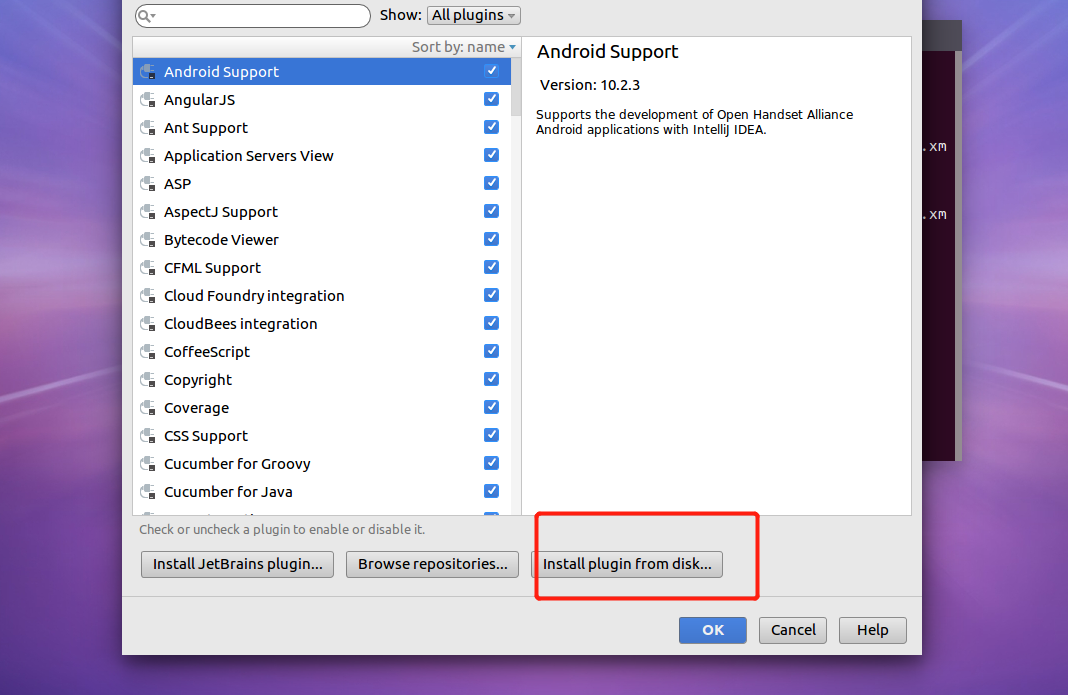 Show: All plugins
Sort by: name
Android Support
AngularJS
Ant Support
Application Servers View
ASP
AspectJ Support
Bytecode Viewer
CFML Support
Cloud Foundry integration
CloudBees integration
CoffeeScript
Copyright
Coverage
CSS Support
Cucumber for Groovy
Cucumber for Java
Android Support
Version: 10.2.3
Supports the development of Open Handset Alliance
Android applications with IntelliJ IDEA.
.xm
.xm
Check or uncheck a plugin to enable or disable it.
Install JetBrains plugin... Browse repositories... Install plugin from disk...
OK Cancel Help